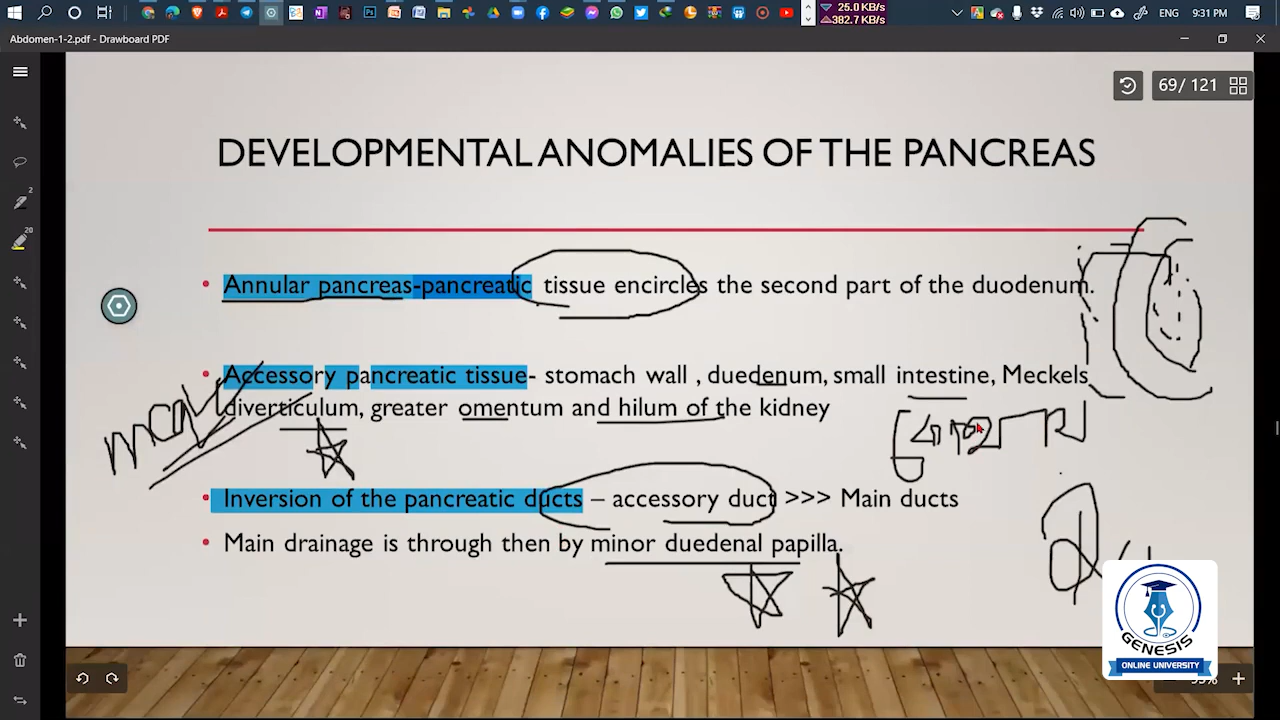 25.0 KB/s
382.7 KB/s
ENG
9:31 PM
Abdomen-1-2.pdf - Drawboard PDF
69/ 121
2
20
DEVELOPMENTAL ANOMALIES OF THE PANCREAS
• Annular pancreas-pancreatic tissue encircles the second part of the duodenum.
• Accessory pancreatic tissue- stomach wall , duedenum, small intestine, Meckels
diverticulum, greater omentum and hilum of the kidney
mcq
• Inversion of the pancreatic ducts – accessory duct >>> Main ducts
• Main drainage is through then by minor duedenal papilla.
GENESIS
ONLINE UNIVERSITY